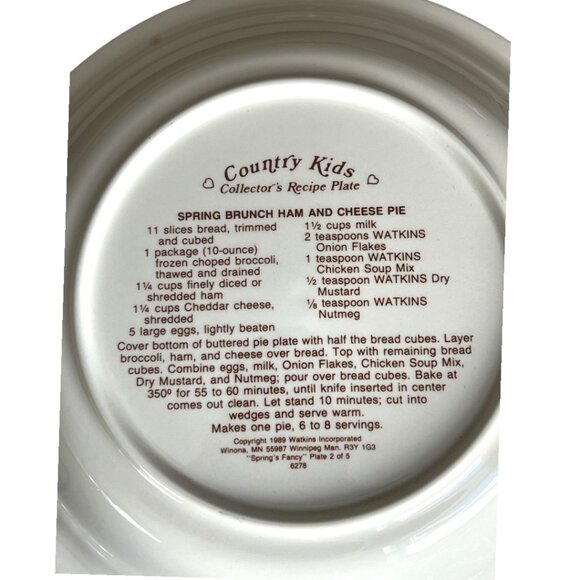 Country Kids
Collector's Recipe Plate
SPRING BRUNCH HAM AND CHEESE PIE
11 slices bread, trimmed
and cubed
1 package (10-ounce)
frozen choped broccoli,
thawed and drained
1¼ cups finely diced or
shredded ham
1¼ cups Cheddar cheese,
shredded
5 large eggs, lightly beaten
1½ cups milk
2 teaspoons WATKINS
Onion Flakes
1 teaspoon WATKINS
Chicken Soup Mix
½ teaspoon WATKINS Dry
Mustard
⅛ teaspoon WATKINS
Nutmeg
Cover bottom of buttered pie plate with half the bread cubes. Layer
broccoli, ham, and cheese over bread. Top with remaining bread
cubes. Combine eggs, milk, Onion Flakes, Chicken Soup Mix,
Dry Mustard, and Nutmeg; pour over bread cubes. Bake at
350º for 55 to 60 minutes, until knife inserted in center
comes out clean. Let stand 10 minutes; cut into
wedges and serve warm.
Makes one pie, 6 to 8 servings.
Copyright 1989 Watkins Incorporated
Winona, MN 55987 Winnipeg Man. R3Y 1G3
"Spring's Fancy" Plate 2 of 5
6278